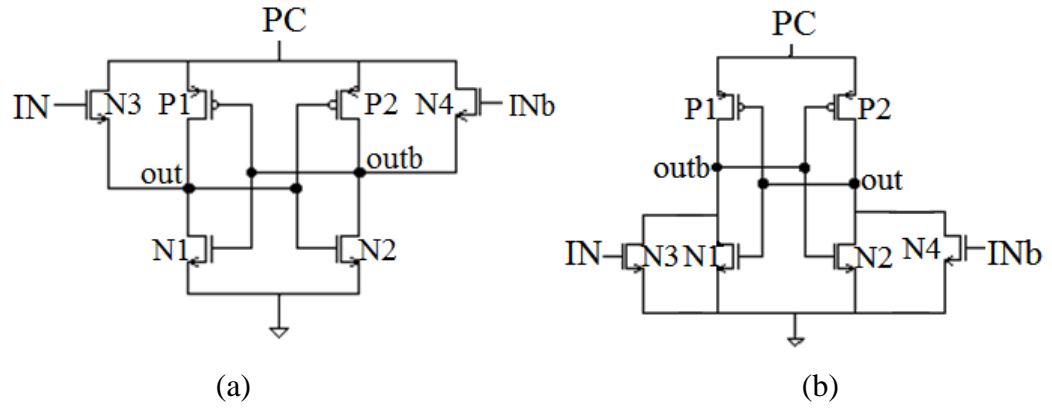 PC
IN
N3
P1
P2
N4
INb
out
outb
N1
N2
(a)
PC
P1
P2
outb
out
IN
N3
N1
N2
N4
INb
(b)